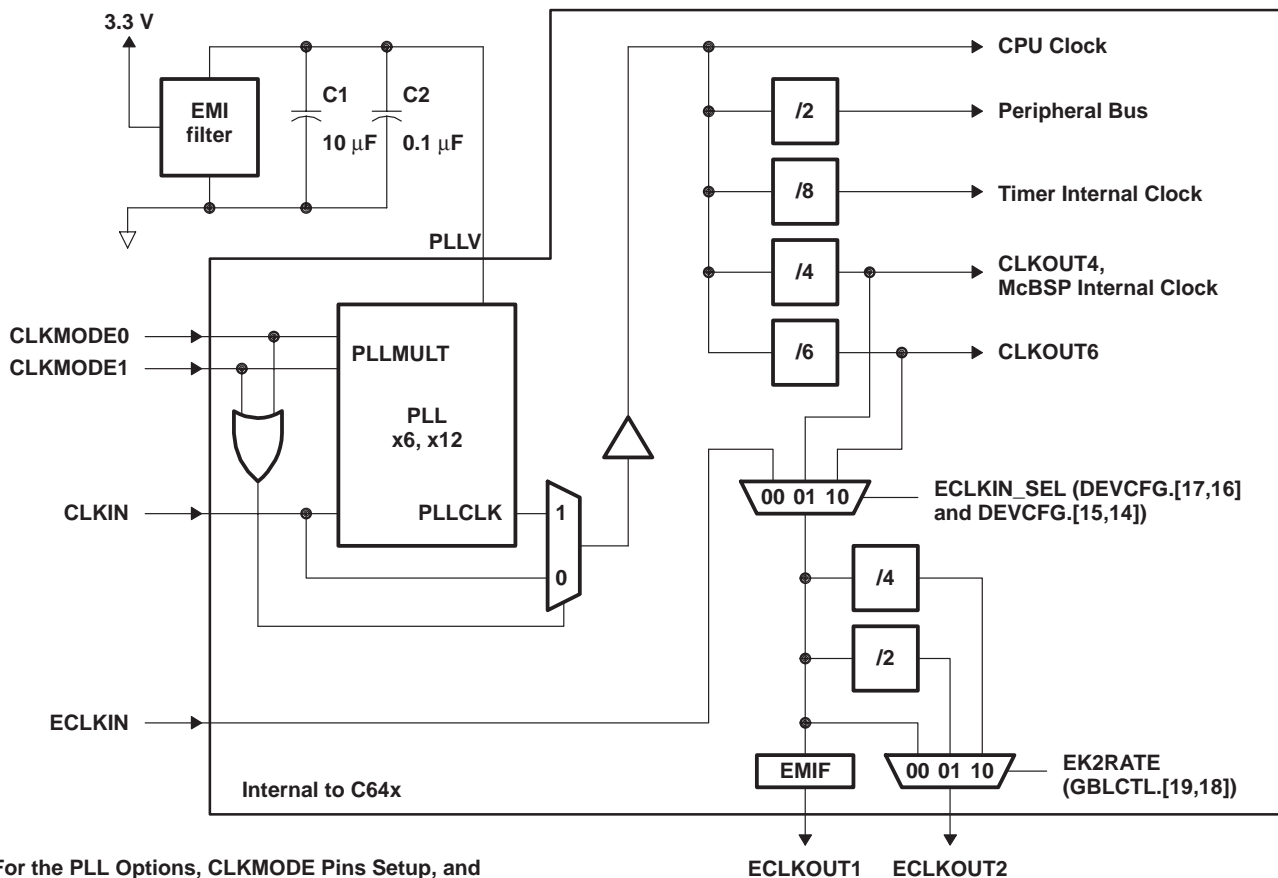 3.3 V
CPU Clock
EMI
filter
C1
10 μF
C2
0.1 μF
/2
Peripheral Bus
/8
Timer Internal Clock
PLLV
/4
CLKOUT4,
McBSP Internal Clock
CLKMODE0
CLKMODE1
PLLMULT
/6
CLKOUT6
PLL
x6, x12
00 01 10
ECLKIN_SEL (DEVCFG.[17,16]
and DEVCFG.[15,14])
CLKIN
PLLCLK
1
0
/4
/2
ECLKIN
EMIF
00 01 10
EK2RATE
(GBLCTL.[19,18])
Internal to C64x
ECLKOUT1
ECLKOUT2
For the PLL Options, CLKMODE Pins Setup, and